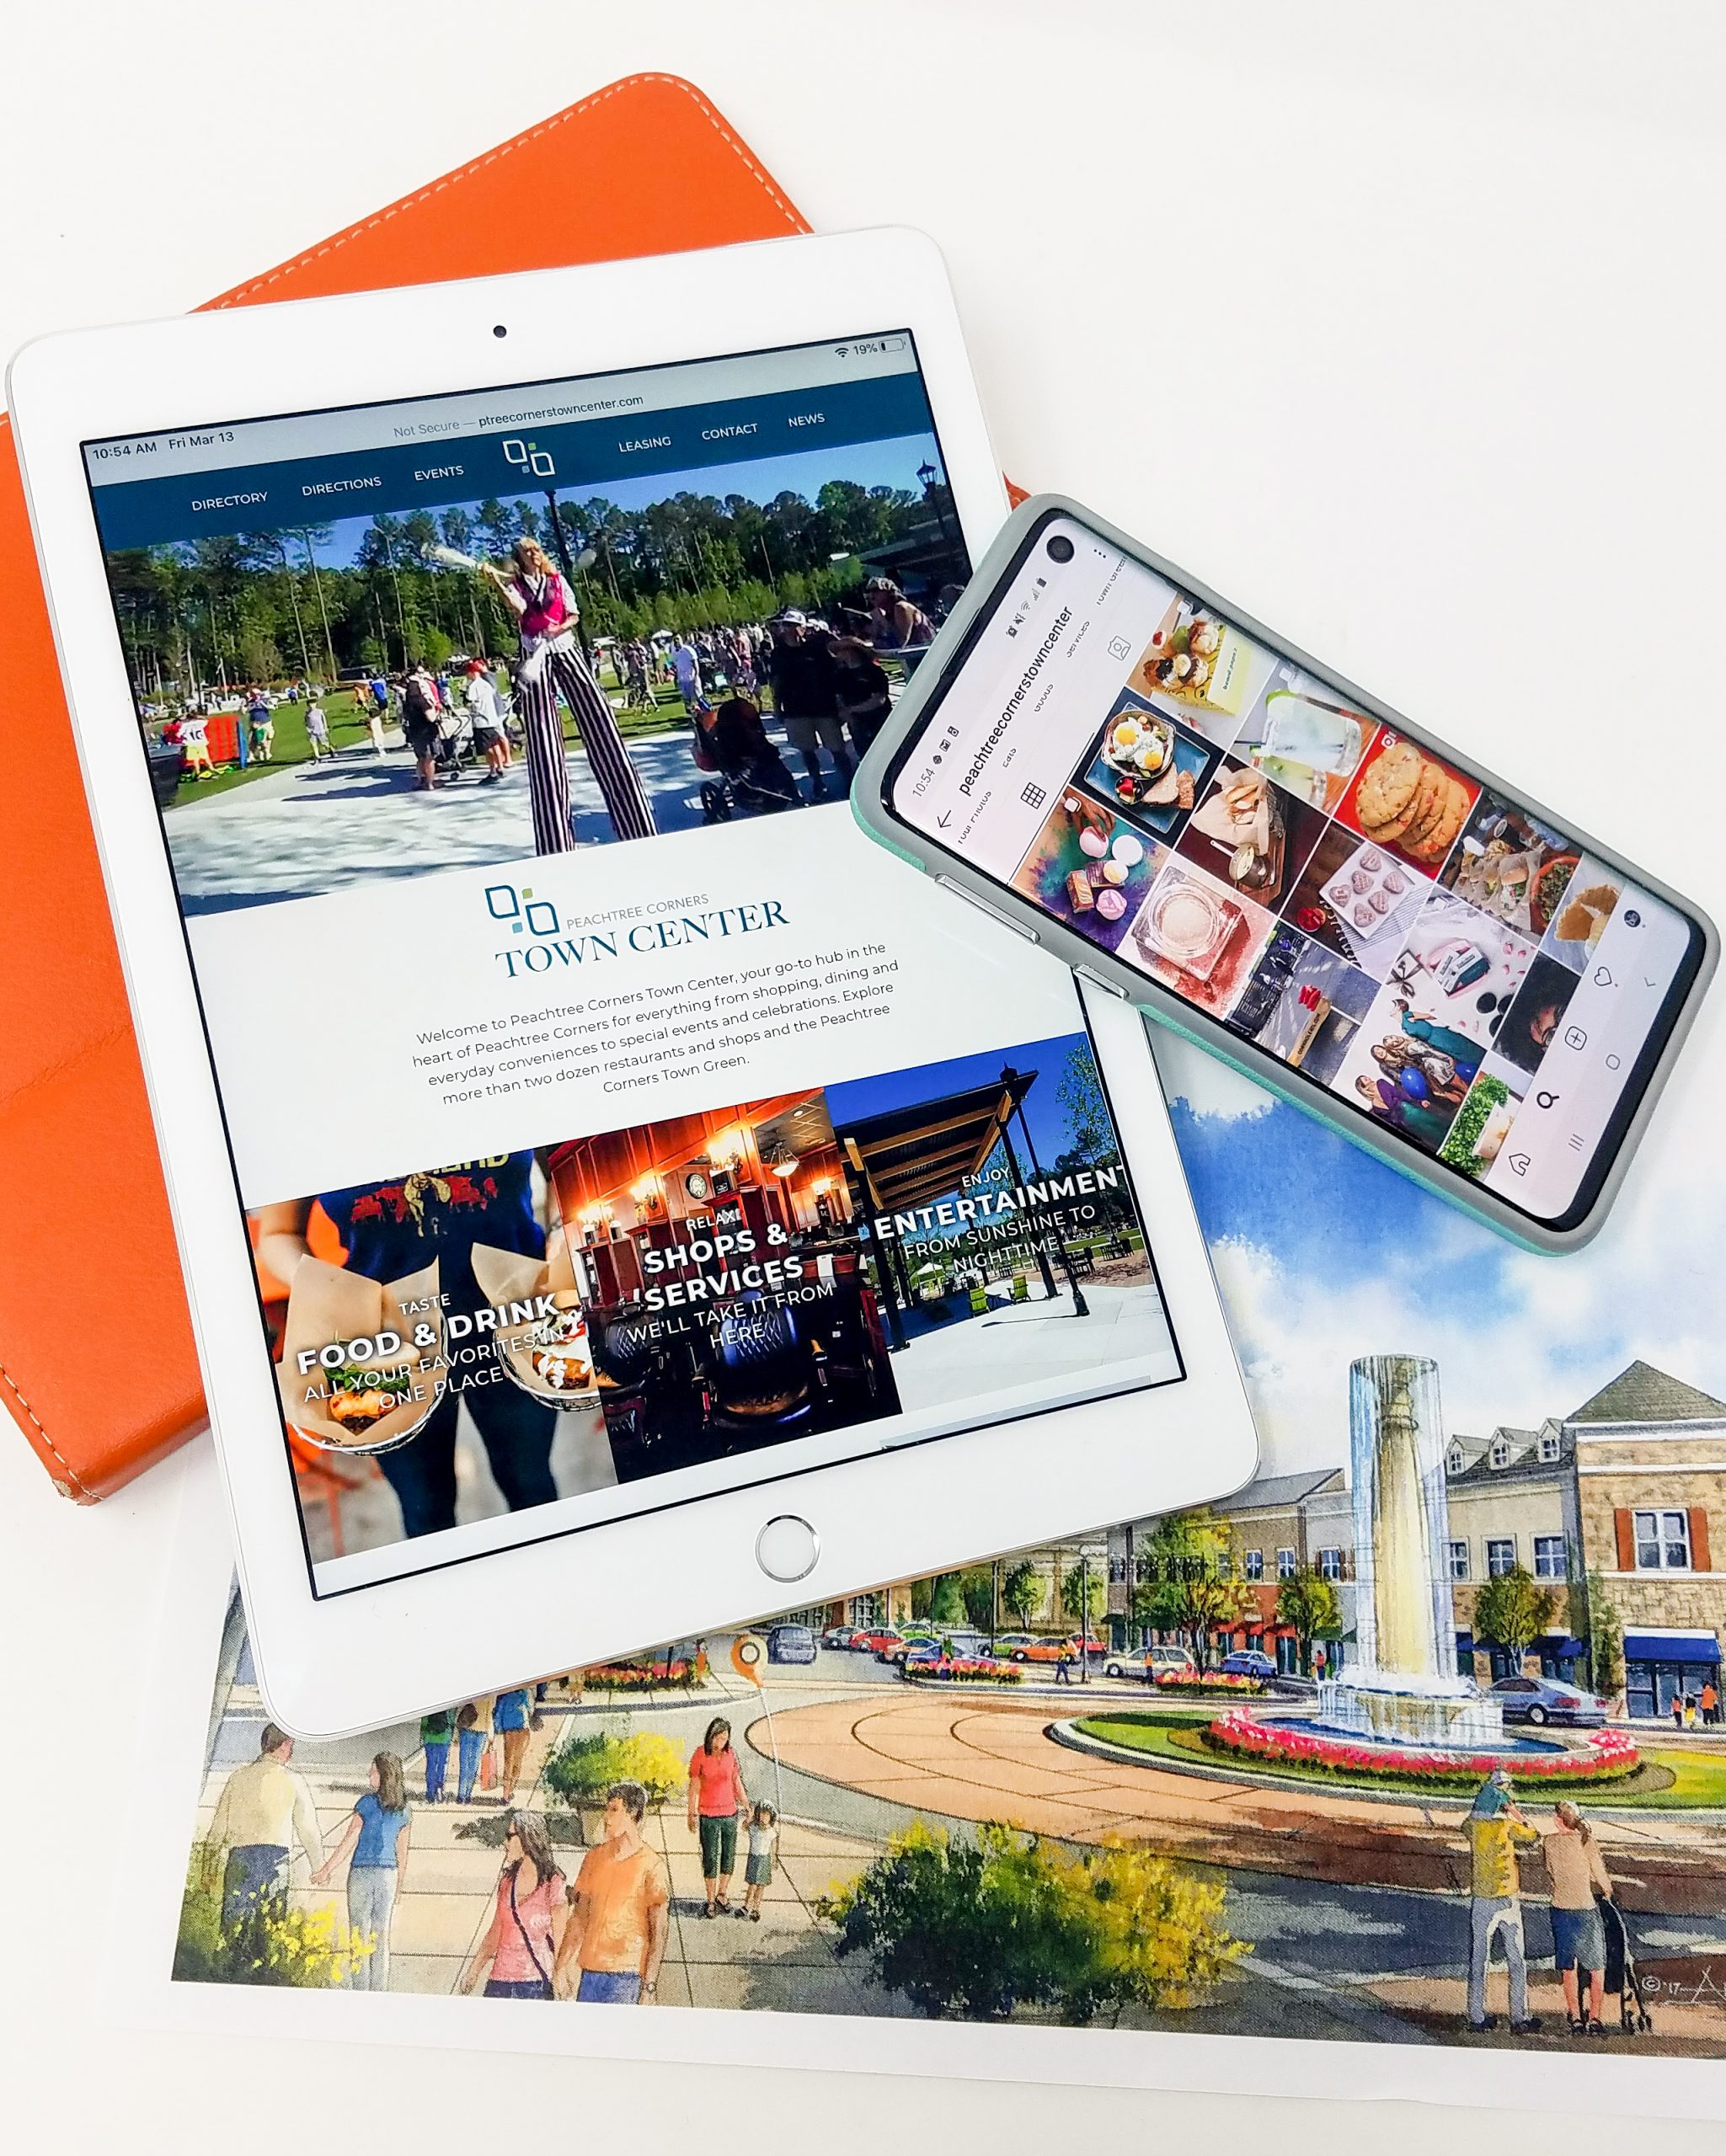 10:54 AM Fri Mar 13
19%
Not Secure — ptreecornerstowncenter.com
DIRECTORY DIRECTIONS EVENTS LEASING CONTACT NEWS
PEACHTREE CORNERS
TOWN CENTER
Welcome to Peachtree Corners Town Center, your go-to hub in the
heart of Peachtree Corners for everything from shopping, dining and
everyday conveniences to special events and celebrations. Explore
more than two dozen restaurants and shops and the Peachtree
Corners Town Green.
TASTE
FOOD & DRINK
ALL YOUR FAVORITES IN
ONE PLACE
RELAX!
SHOPS &
SERVICES
WE'LL TAKE IT FROM
HERE
ENJOY
ENTERTAINMENT
FROM SUNSHINE TO
NIGHTTIME
10:54
peachtreecornerstowncenter
© '17